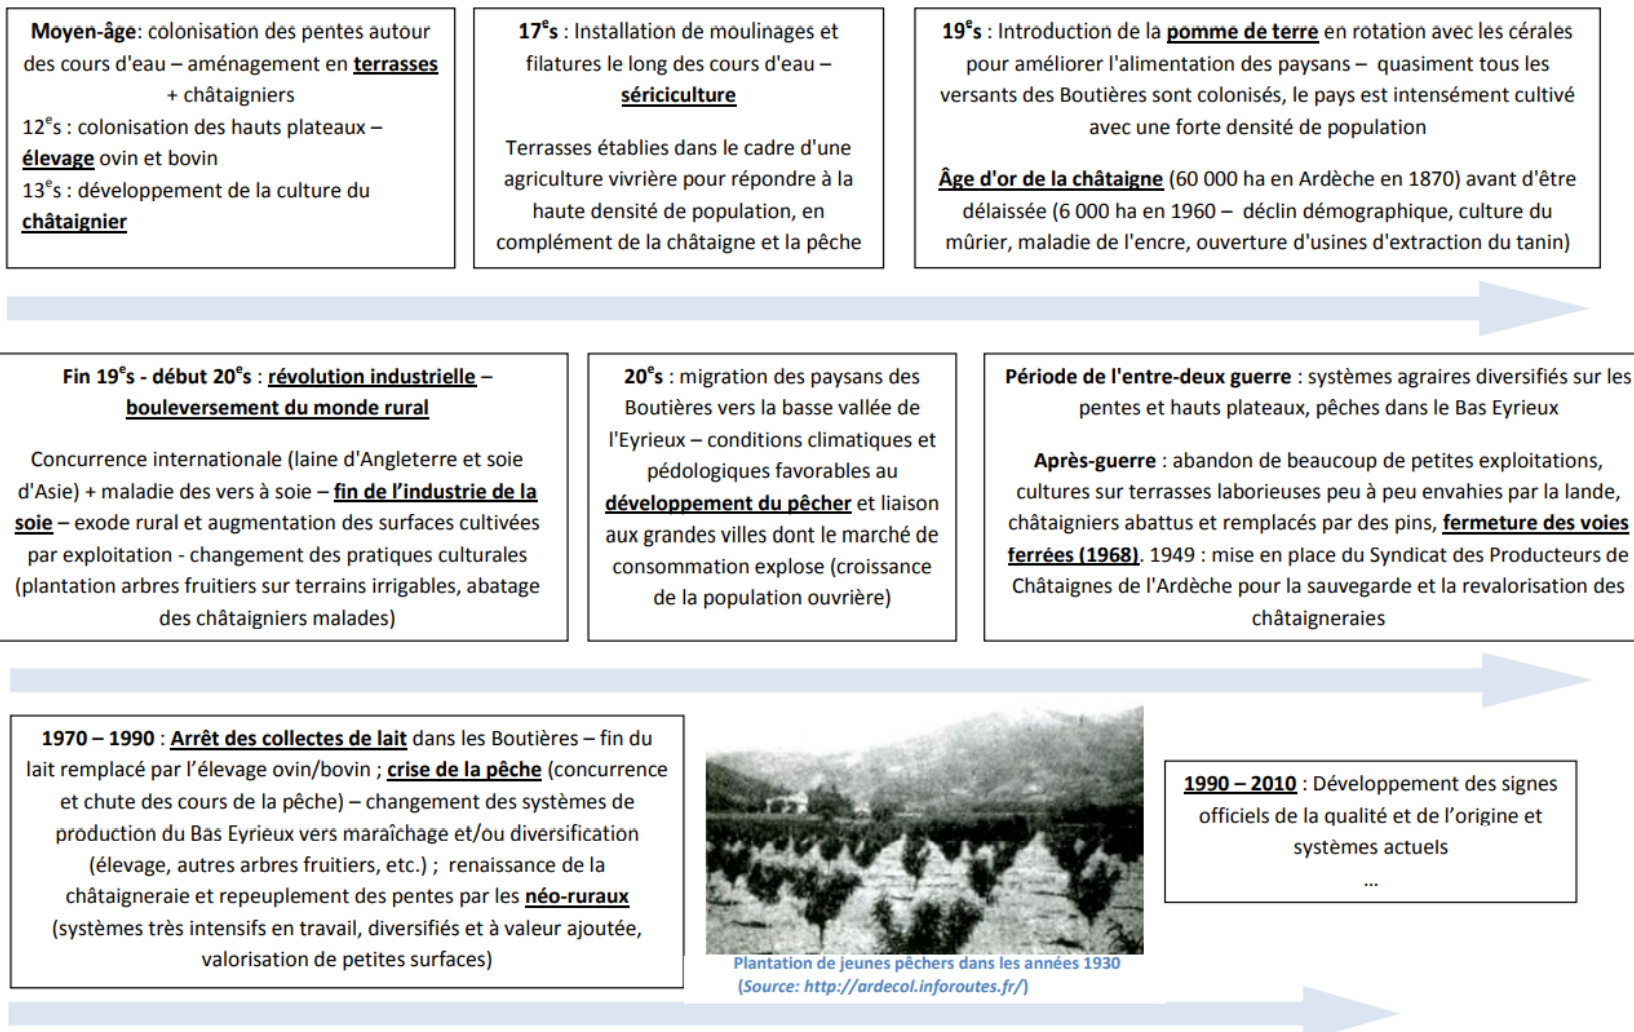 Moyen-âge: colonisation des pentes autour
des cours d'eau – aménagement en terrasses
+ châtaigniers
12es : colonisation des hauts plateaux –
élevage ovin et bovin
13es : développement de la culture du
châtaignier
17es : Installation de moulinages et
filatures le long des cours d'eau –
sériciculture
Terrasses établies dans le cadre d'une
agriculture vivrière pour répondre à la
haute densité de population, en
complément de la châtaigne et la pêche
19es : Introduction de la pomme de terre en rotation avec les cérales
pour améliorer l'alimentation des paysans – quasiment tous les
versants des Boutières sont colonisés, le pays est intensément cultivé
avec une forte densité de population
Âge d'or de la châtaigne (60 000 ha en Ardèche en 1870) avant d'être
délaissée (6 000 ha en 1960 – déclin démographique, culture du
mûrier, maladie de l'encre, ouverture d'usines d'extraction du tanin)
Fin 19es - début 20es : révolution industrielle –
bouleversement du monde rural
Concurrence internationale (laine d'Angleterre et soie
d'Asie) + maladie des vers à soie – fin de l’industrie de la
soie – exode rural et augmentation des surfaces cultivées
par exploitation - changement des pratiques culturales
(plantation arbres fruitiers sur terrains irrigables, abatage
des châtaigniers malades)
20es : migration des paysans des
Boutières vers la basse vallée de
l'Eyrieux – conditions climatiques et
pédologiques favorables au
développement du pêcher et liaison
aux grandes villes dont le marché de
consommation explose (croissance
de la population ouvrière)
Période de l'entre-deux guerre : systèmes agraires diversifiés sur les
pentes et hauts plateaux, pêches dans le Bas Eyrieux
Après-guerre : abandon de beaucoup de petites exploitations,
cultures sur terrasses laborieuses peu à peu envahies par la lande,
châtaigniers abattus et remplacés par des pins, fermeture des voies
ferrées (1968). 1949 : mise en place du Syndicat des Producteurs de
Châtaignes de l'Ardèche pour la sauvegarde et la revalorisation des
châtaigneraies
1970 – 1990 : Arrêt des collectes de lait dans les Boutières – fin du
lait remplacé par l’élevage ovin/bovin ; crise de la pêche (concurrence
et chute des cours de la pêche) – changement des systèmes de
production du Bas Eyrieux vers maraîchage et/ou diversification
(élevage, autres arbres fruitiers, etc.) ; renaissance de la
châtaigneraie et repeuplement des pentes par les néo-ruraux
(systèmes très intensifs en travail, diversifiés et à valeur ajoutée,
valorisation de petites surfaces)
Plantation de jeunes pêchers dans les années 1930
(Source: http://ardecol.inforoutes.fr/)
1990 – 2010 : Développement des signes
officiels de la qualité et de l’origine et
systèmes actuels
...